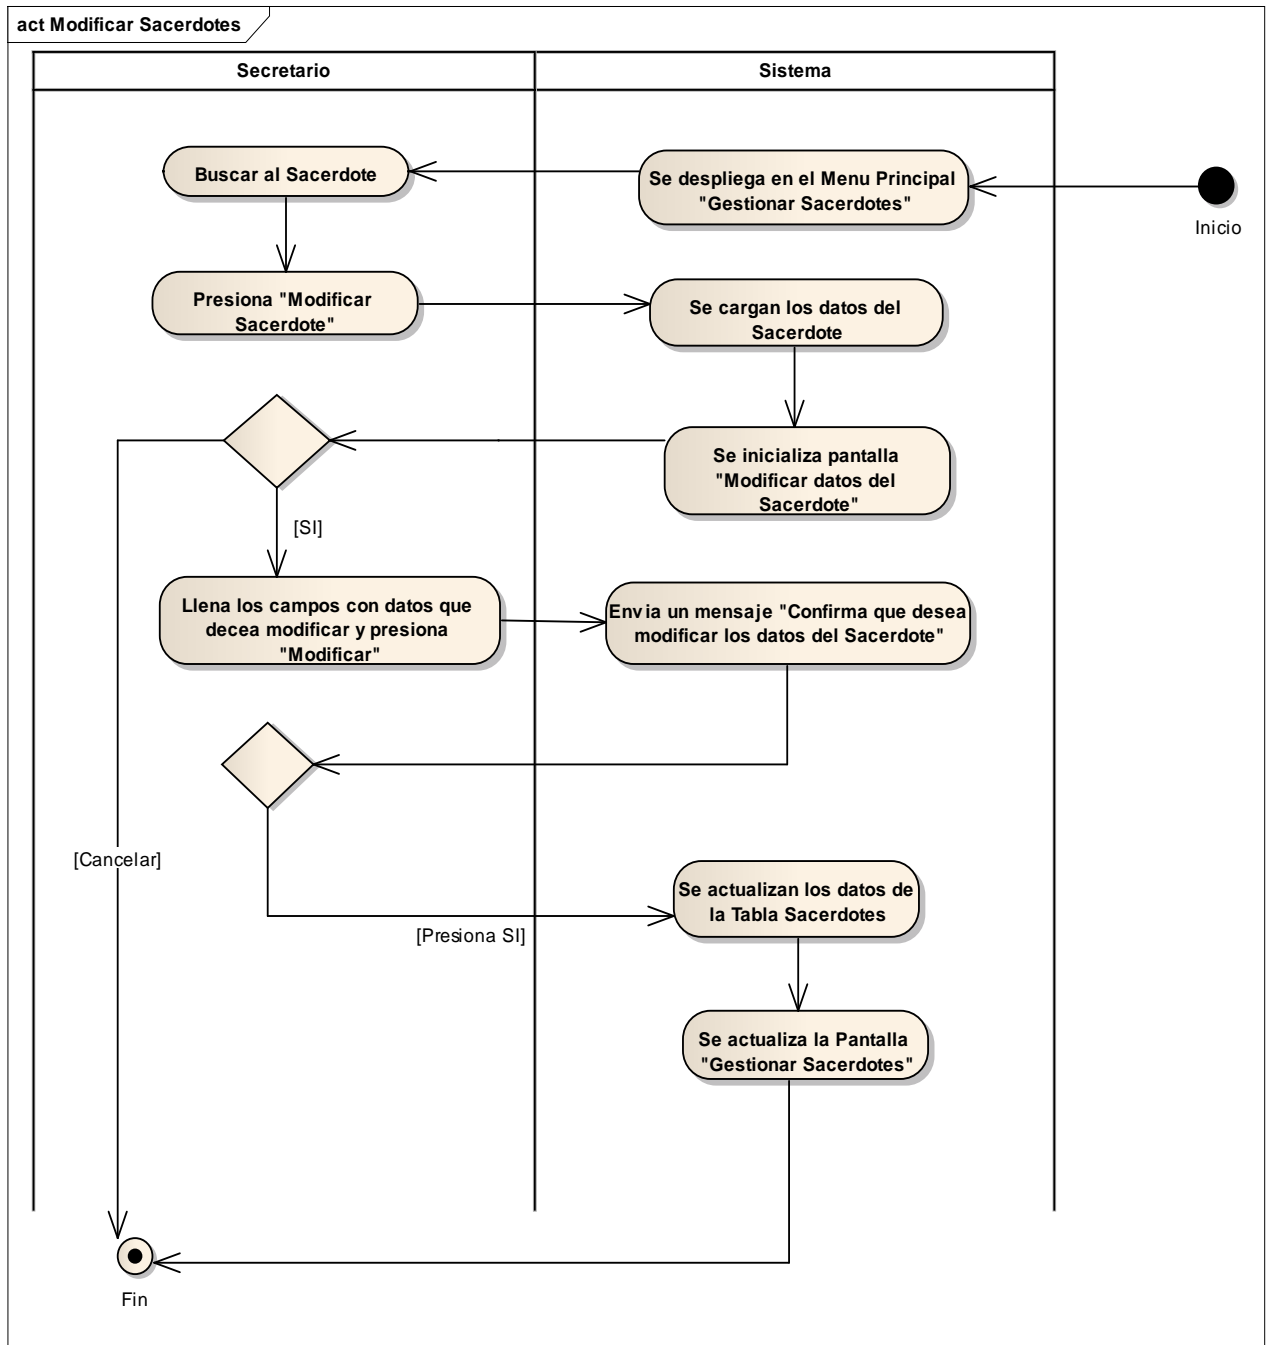 act Modificar Sacerdotes
Secretario
Sistema
Buscar al Sacerdote
Se despliega en el Menu Principal
"Gestionar Sacerdotes"
Inicio
Presiona "Modificar
Sacerdote"
Se cargan los datos del
Sacerdote
Se inicializa pantalla
"Modificar datos del
Sacerdote"
[SI]
Llena los campos con datos que
decea modificar y presiona
"Modificar"
Envia un mensaje "Confirma que desea
modificar los datos del Sacerdote"
[Cancelar]
Se actualizan los datos de
la Tabla Sacerdotes
[Presiona SI]
Se actualiza la Pantalla
"Gestionar Sacerdotes"
Fin